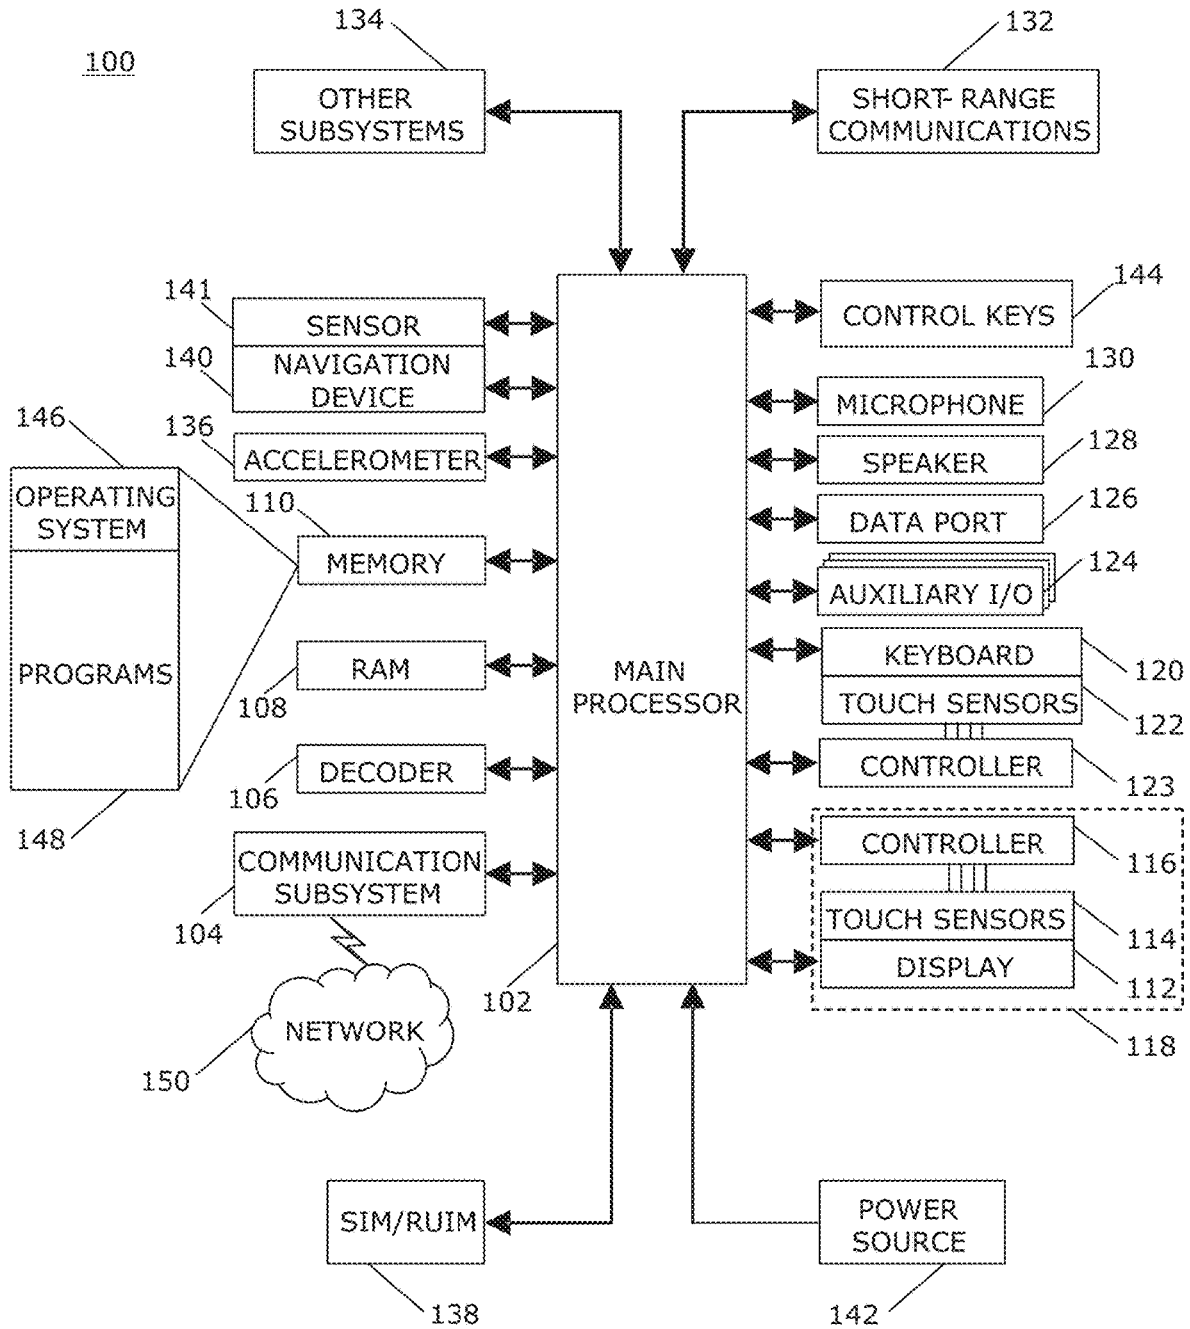 134
132
100
OTHER
SUBSYSTEMS
SHORT-RANGE
COMMUNICATIONS
141
SENSOR
144
CONTROL KEYS
140
NAVIGATION
DEVICE
130
MICROPHONE
146
136
ACCELEROMETER
128
SPEAKER
OPERATING
SYSTEM
110
MEMORY
126
DATA PORT
124
AUXILIARY I/O
PROGRAMS
RAM
108
MAIN
PROCESSOR
KEYBOARD
120
TOUCH SENSORS
122
DECODER
106
CONTROLLER
123
148
COMMUNICATION
SUBSYSTEM
104
CONTROLLER
116
TOUCH SENSORS
114
DISPLAY
112
102
NETWORK
150
118
SIM/RUIM
POWER
SOURCE
138
142